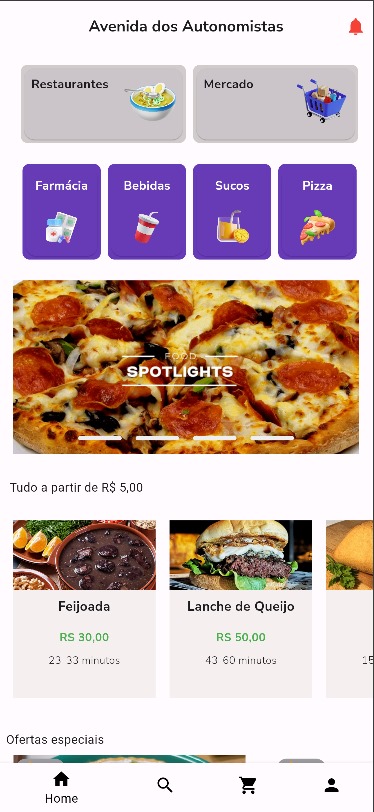 Avenida dos Autonomistas
Restaurantes
Mercado
Farmácia
Bebidas
Sucos
Pizza
FOOD
SPOTLIGHTS
Tudo a partir de R$ 5,00
Feijoada
Lanche de Queijo
R$ 30,00
R$ 50,00
23-33 minutos
43-60 minutos
15
Ofertas especiais
Home